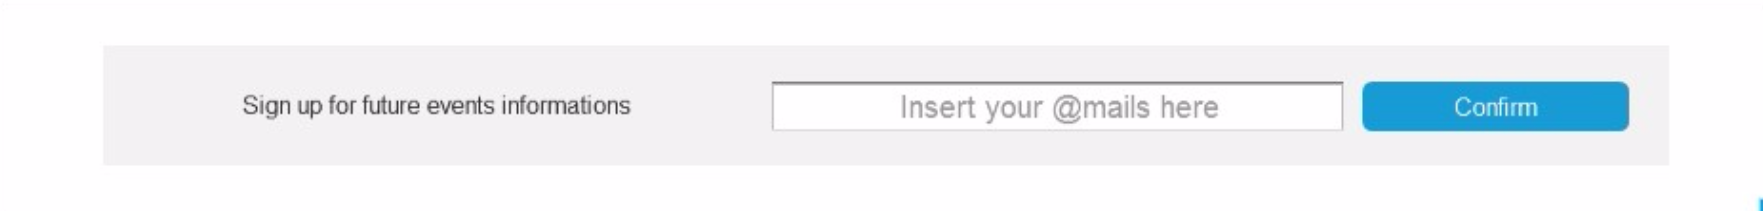 Sign up for future events informations
Insert your @mails here
Confirm